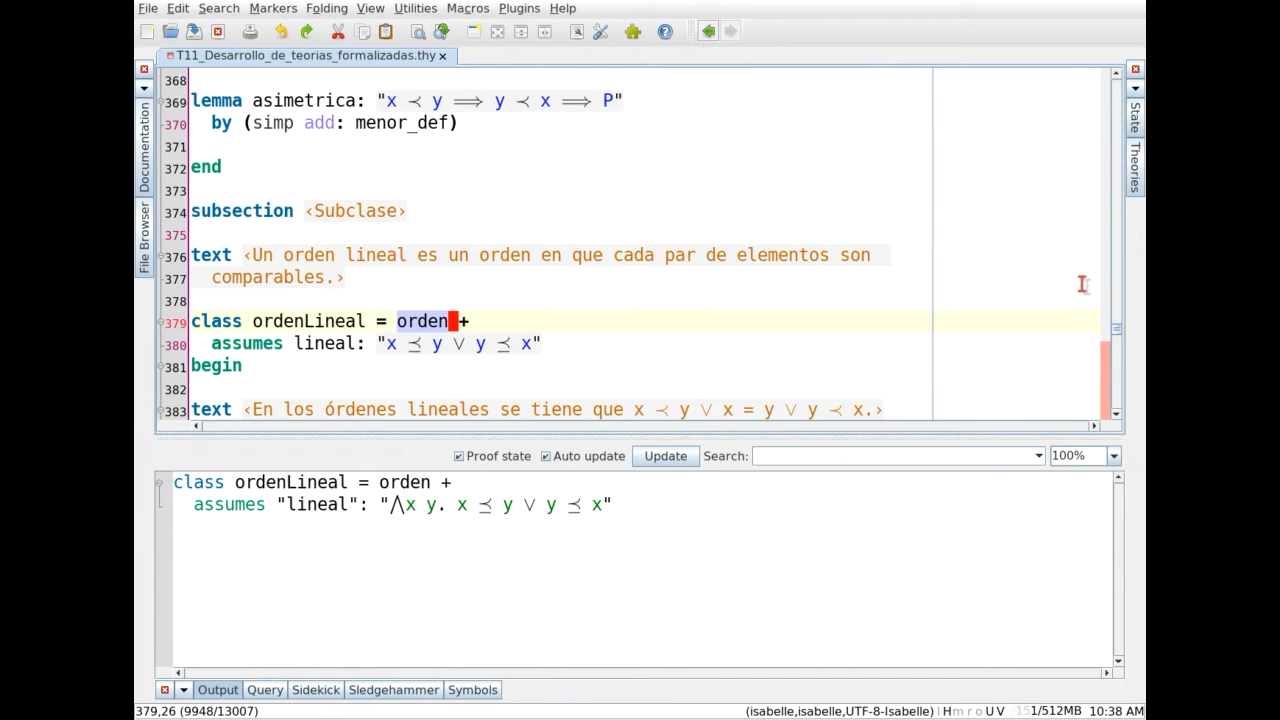 File Edit Search Markers Folding View Utilities Macros Plugins Help
T11_Desarrollo_de_teorias_formalizadas.thy
Documentation
File Browser
State
Theories
368
369 lemma asimetrica: "x ≺ y ⟹ y ≺ x ⟹ P"
370 by (simp add: menor_def)
371
372 end
373
374 subsection ‹Subclase›
375
376 text ‹Un orden lineal es un orden en que cada par de elementos son
377 comparables.›
378
379 class ordenLineal = orden +
380 assumes lineal: "x ⪯ y ∨ y ⪯ x"
381 begin
382
383 text ‹En los órdenes lineales se tiene que x ≺ y ∨ x = y ∨ y ≺ x.›
Proof state Auto update Update Search: 100%
class ordenLineal = orden +
assumes "lineal": "⋀x y. x ⪯ y ∨ y ⪯ x"
Output Query Sidekick Sledgehammer Symbols
379,26 (9948/13007) (isabelle,isabelle,UTF-8-Isabelle) H m r o U V 151/512MB 10:38 AM